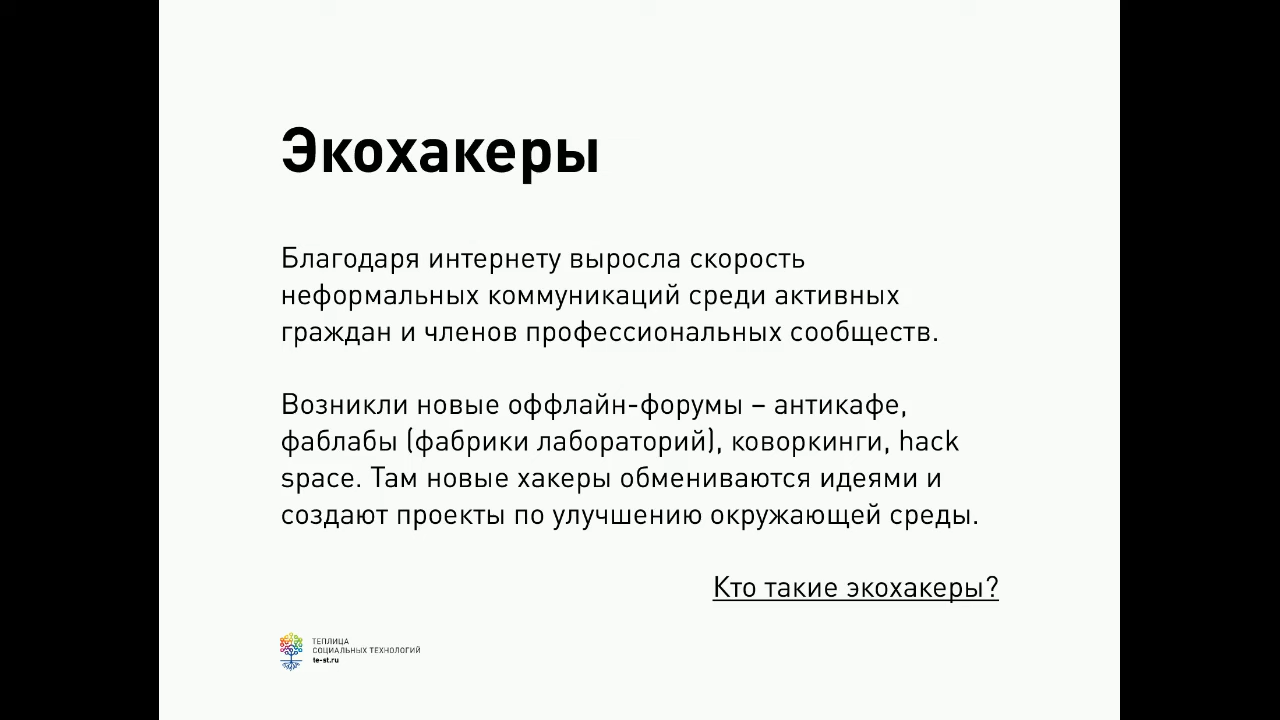 Экохакеры
Благодаря интернету выросла скорость
неформальных коммуникаций среди активных
граждан и членов профессиональных сообществ.
Возникли новые оффлайн-форумы – антикафе,
фаблабы (фабрики лабораторий), коворкинги, hack
space. Там новые хакеры обмениваются идеями и
создают проекты по улучшению окружающей среды.
Кто такие экохакеры?
ТЕПЛИЦА
СОЦИАЛЬНЫХ ТЕХНОЛОГИЙ
te-st.ru